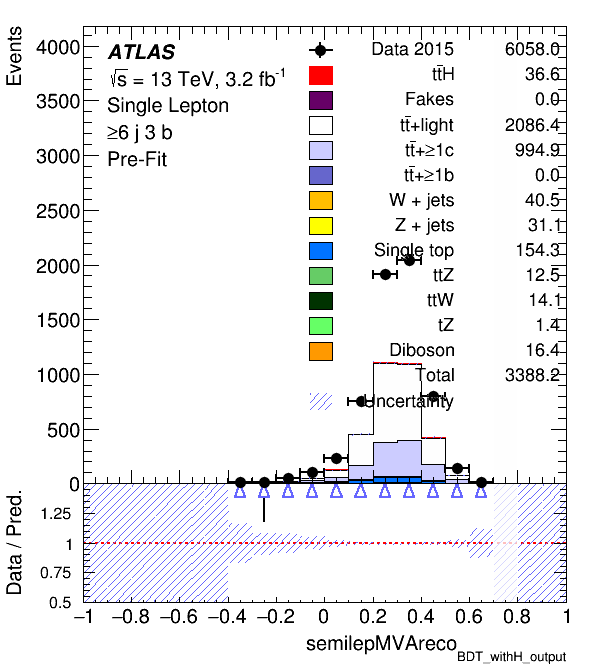 Events
4000
3500
3000
2500
2000
1500
1000
500
0
ATLAS
√s = 13 TeV, 3.2 fb⁻¹
Single Lepton
≥6 j 3 b
Pre-Fit
Data 2015 6058.0
tt̄H 36.6
Fakes 0.0
tt̄+light 2086.4
tt̄+≥1c 994.9
tt̄+≥1b 0.0
W + jets 40.5
Z + jets 31.1
Single top 154.3
ttZ 12.5
ttW 14.1
tZ 1.4
Diboson 16.4
Total 3388.2
Uncertainty
Data / Pred.
1.25
1
0.75
0.5
−1 −0.8 −0.6 −0.4 −0.2 0 0.2 0.4 0.6 0.8 1
semilepMVAreco
BDT_withH_output